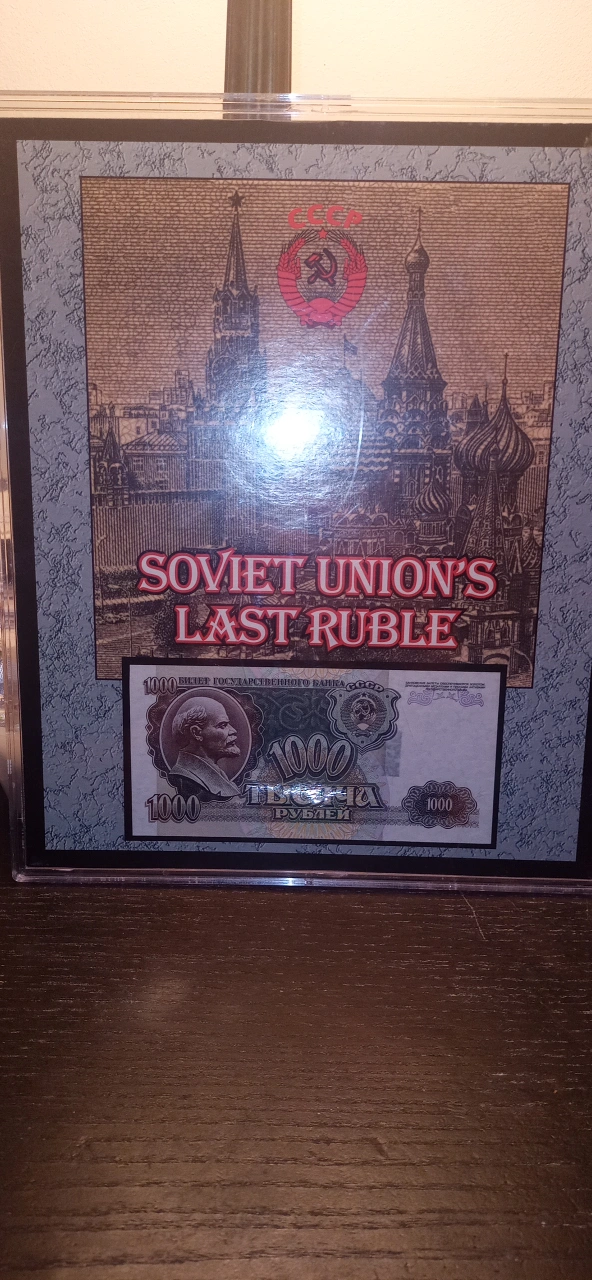 СССР
SOVIET UNION'S
LAST RUBLE
1000 БИЛЕТ ГОСУДАРСТВЕННОГО БАНКА СССР
1000
ТЫСЯЧА
РУБЛЕЙ
1000
1000